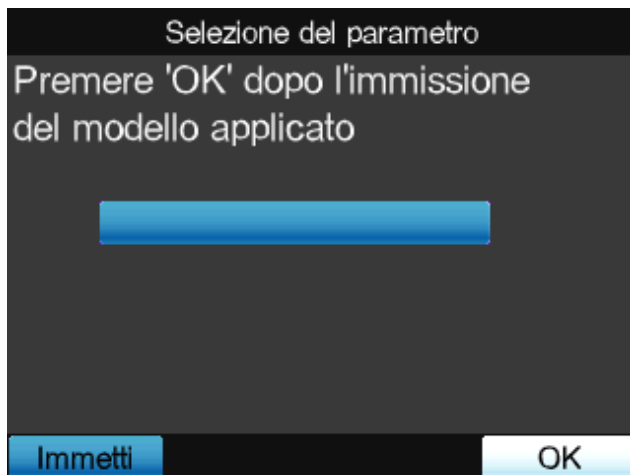 Selezione del parametro
Premere 'OK' dopo l'immissione
del modello applicato
Immetti
OK